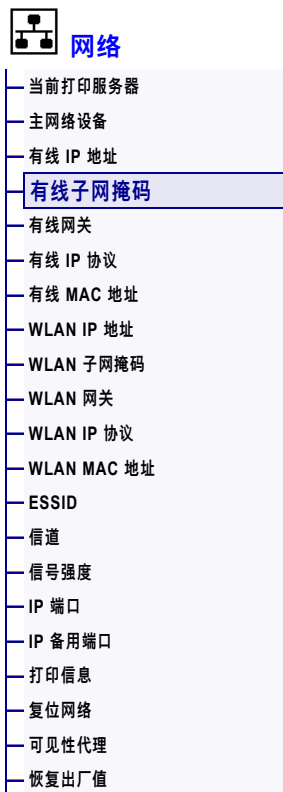 网络
当前打印服务器
主网络设备
有线 IP 地址
有线子网掩码
有线网关
有线 IP 协议
有线 MAC 地址
WLAN IP 地址
WLAN 子网掩码
WLAN 网关
WLAN IP 协议
WLAN MAC 地址
ESSID
信道
信号强度
IP 端口
IP 备用端口
打印信息
复位网络
可见性代理
恢复出厂值